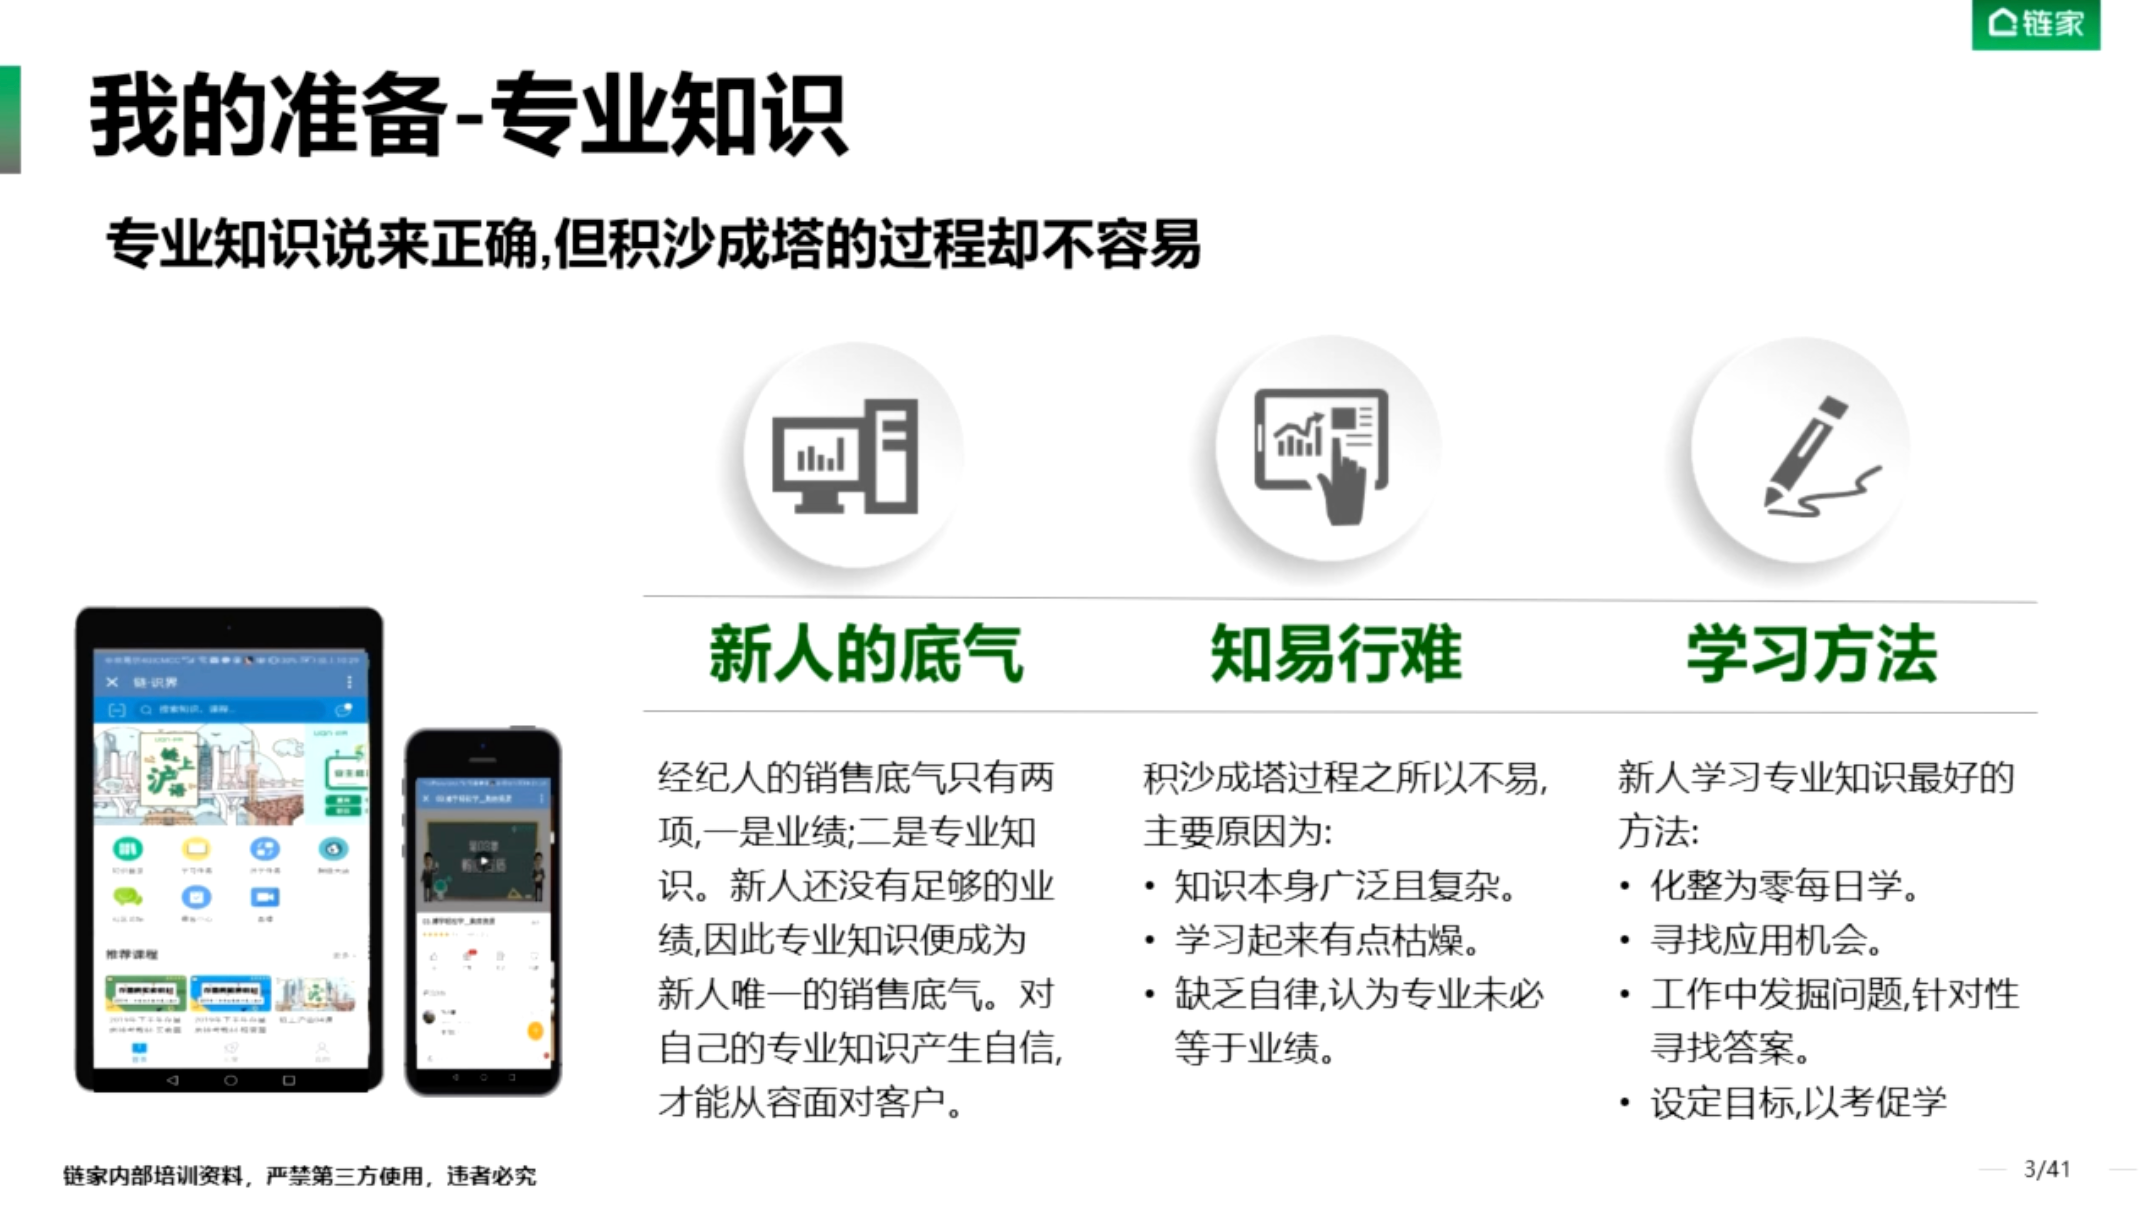 链家
我的准备-专业知识
专业知识说来正确,但积沙成塔的过程却不容易
新人的底气
知易行难
学习方法
经纪人的销售底气只有两
项,一是业绩;二是专业知
识。新人还没有足够的业
绩,因此专业知识便成为
新人唯一的销售底气。对
自己的专业知识产生自信,
才能从容面对客户。
积沙成塔过程之所以不易,
主要原因为:
• 知识本身广泛且复杂。
• 学习起来有点枯燥。
• 缺乏自律,认为专业未必
等于业绩。
新人学习专业知识最好的
方法:
• 化整为零每日学。
• 寻找应用机会。
• 工作中发掘问题,针对性
寻找答案。
• 设定目标,以考促学
链·识界
链上
沪语
推荐课程
链家内部培训资料，严禁第三方使用，违者必究
3/41